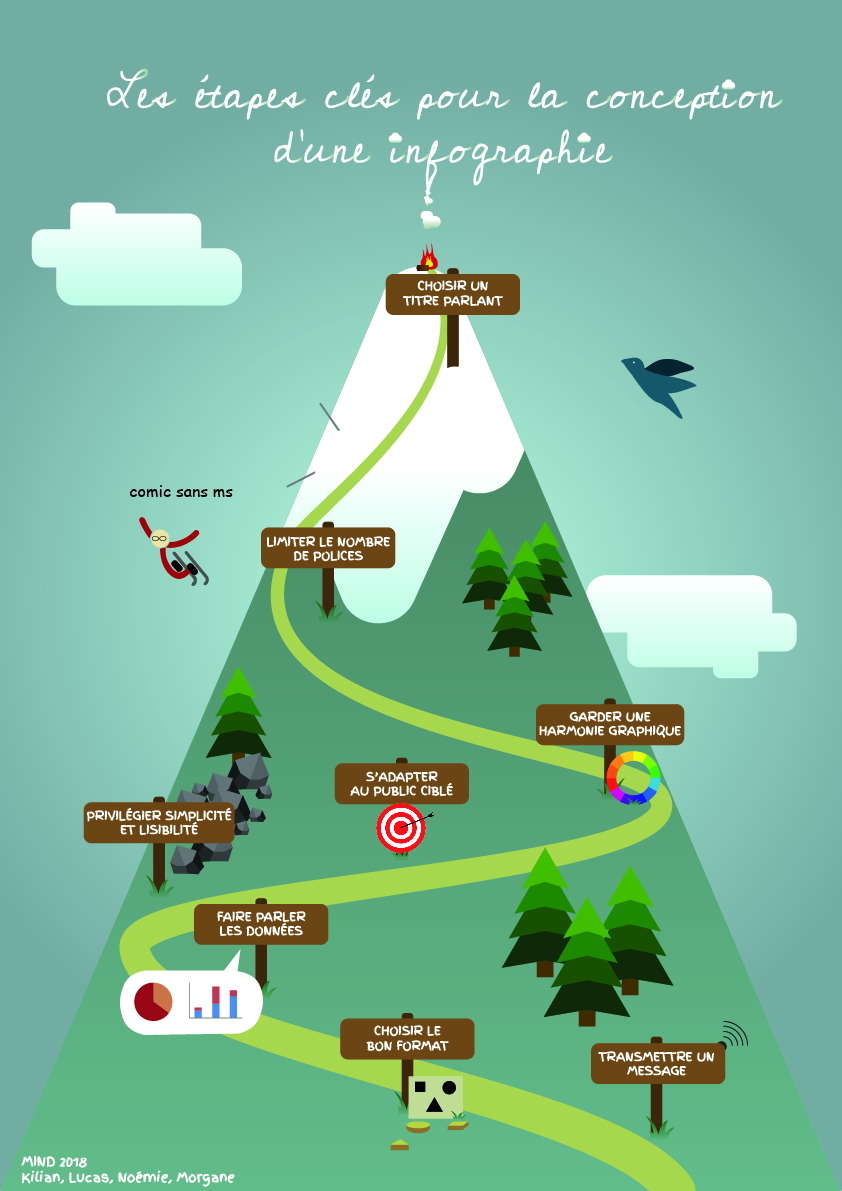 Les étapes clés pour la conception
d'une infographie
CHOISIR UN
TITRE PARLANT
comic sans ms
LIMITER LE NOMBRE
DE POLICES
GARDER UNE
HARMONIE GRAPHIQUE
S'ADAPTER
AU PUBLIC CIBLÉ
PRIVILÉGIER SIMPLICITÉ
ET LISIBILITÉ
FAIRE PARLER
LES DONNÉES
CHOISIR LE
BON FORMAT
TRANSMETTRE UN
MESSAGE
MIND 2018
Kilian, Lucas, Noémie, Morgane